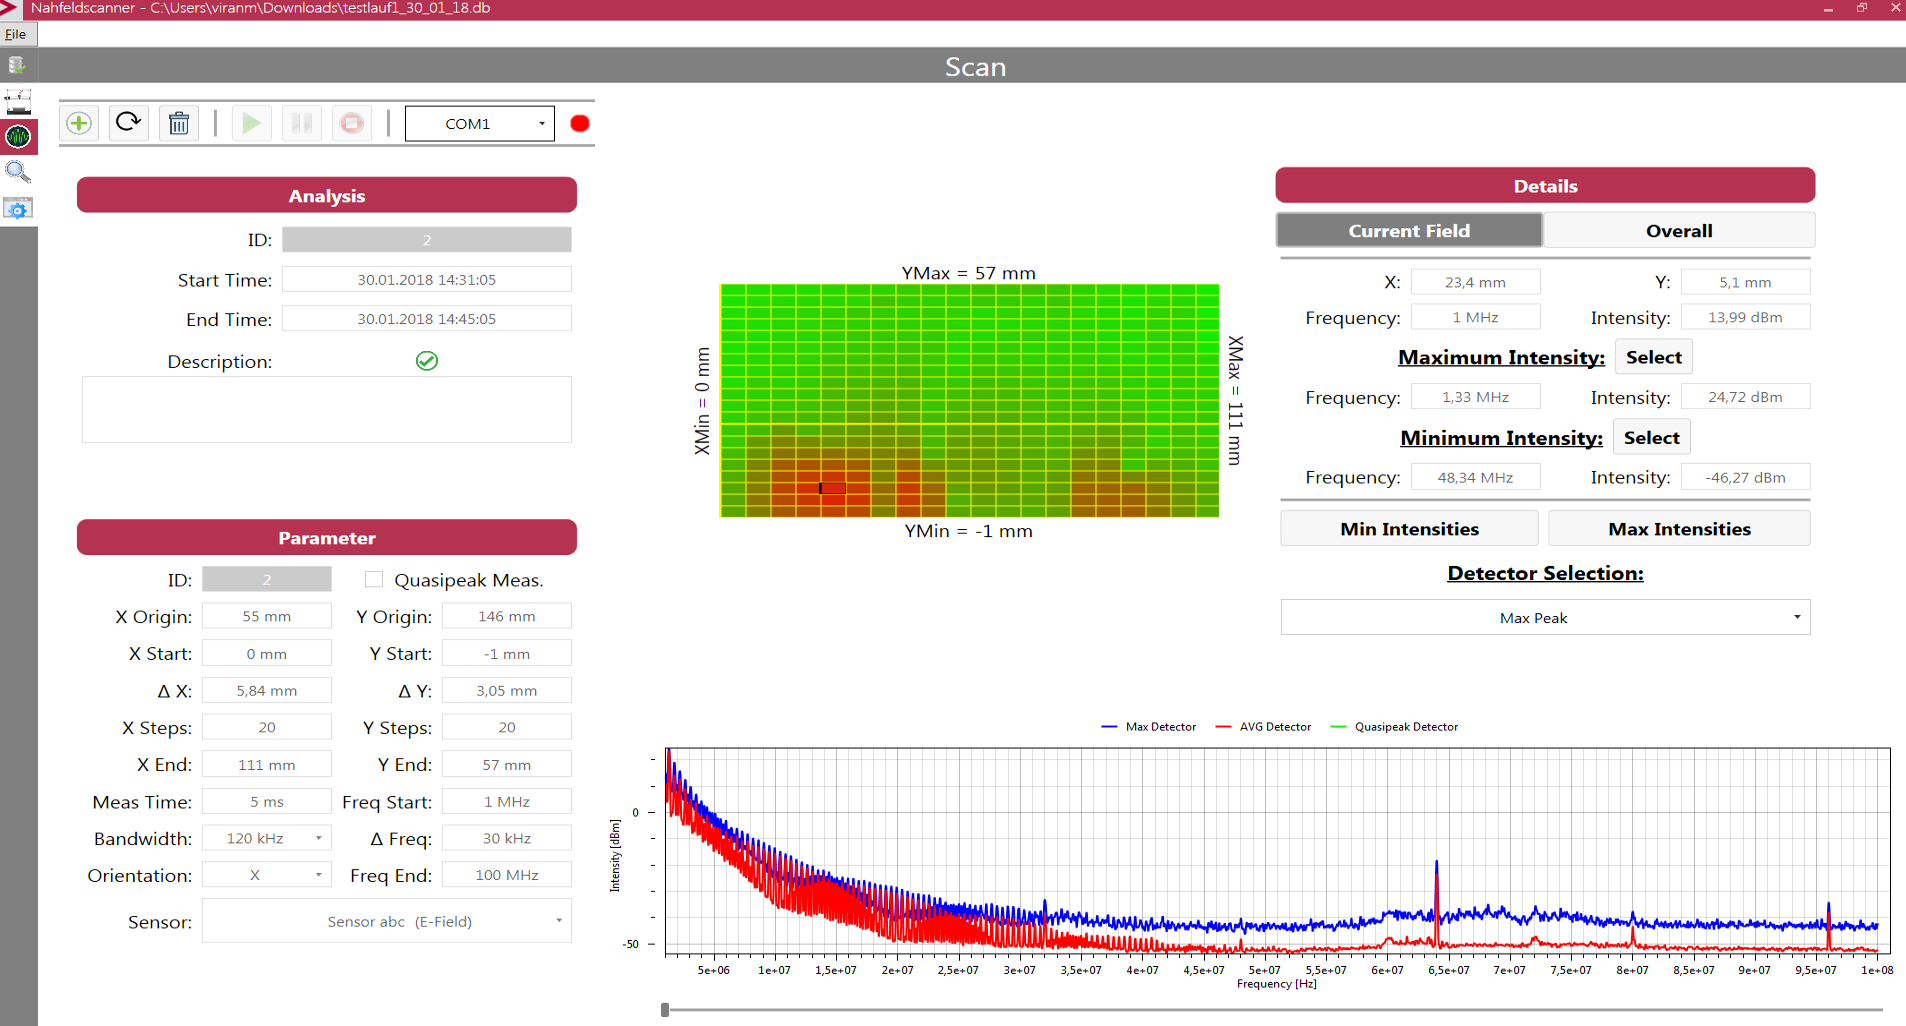 Nahfeldscanner - C:\Users\viranm\Downloads\testlauf1_30_01_18.db
File
Scan
COM1
Analysis
ID: 2
Start Time: 30.01.2018 14:31:05
End Time: 30.01.2018 14:45:05
Description:
Parameter
ID: 2 Quasipeak Meas.
X Origin: 55 mm Y Origin: 146 mm
X Start: 0 mm Y Start: -1 mm
Δ X: 5,84 mm Δ Y: 3,05 mm
X Steps: 20 Y Steps: 20
X End: 111 mm Y End: 57 mm
Meas Time: 5 ms Freq Start: 1 MHz
Bandwidth: 120 kHz Δ Freq: 30 kHz
Orientation: X Freq End: 100 MHz
Sensor: Sensor abc (E-Field)
YMax = 57 mm
XMin = 0 mm
XMax = 111 mm
YMin = -1 mm
Details
Current Field Overall
X: 23,4 mm Y: 5,1 mm
Frequency: 1 MHz Intensity: 13,99 dBm
Maximum Intensity: Select
Frequency: 1,33 MHz Intensity: 24,72 dBm
Minimum Intensity: Select
Frequency: 48,34 MHz Intensity: -46,27 dBm
Min Intensities Max Intensities
Detector Selection:
Max Peak
Max Detector AVG Detector Quasipeak Detector
Intensity [dBm]
0
-50
5e+06 1e+07 1,5e+07 2e+07 2,5e+07 3e+07 3,5e+07 4e+07 4,5e+07 5e+07 5,5e+07 6e+07 6,5e+07 7e+07 7,5e+07 8e+07 8,5e+07 9e+07 9,5e+07 1e+08
Frequency [Hz]